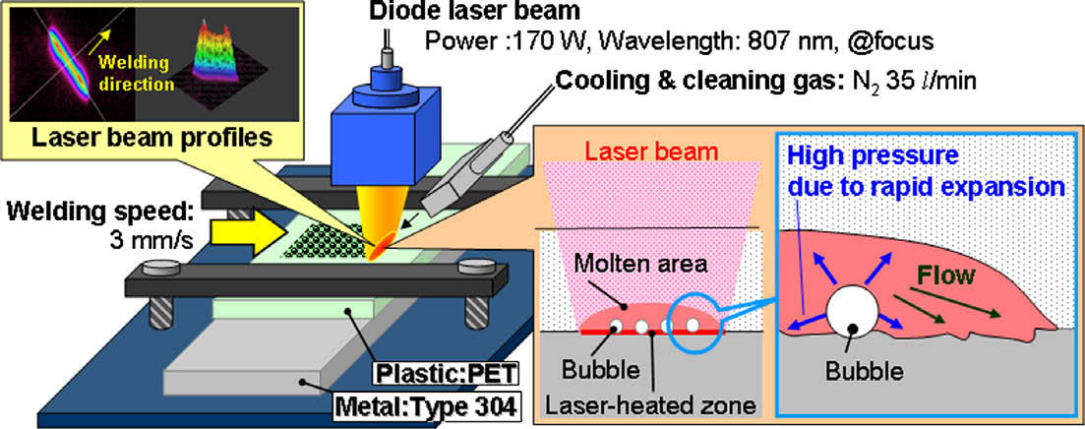 Diode laser beam
Power :170 W, Wavelength: 807 nm, @focus
Cooling & cleaning gas: N2 35 l/min
Welding
direction
Laser beam profiles
Welding speed:
3 mm/s
Plastic:PET
Metal:Type 304
Laser beam
Molten area
Bubble
Laser-heated zone
High pressure
due to rapid expansion
Flow
Bubble